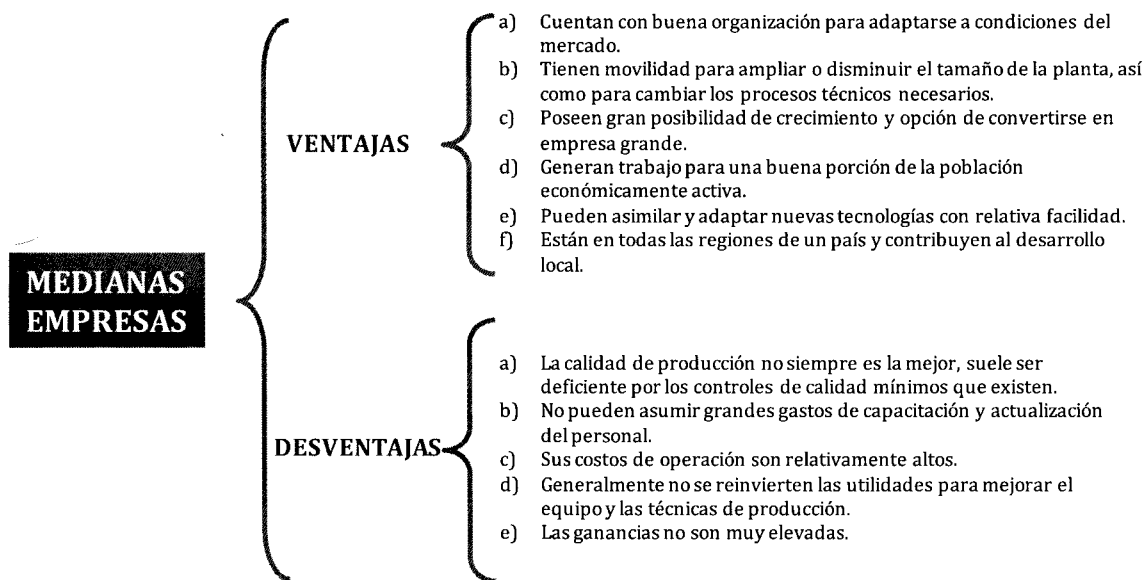 MEDIANAS
EMPRESAS
VENTAJAS
a) Cuentan con buena organización para adaptarse a condiciones del
mercado.
b) Tienen movilidad para ampliar o disminuir el tamaño de la planta, así
como para cambiar los procesos técnicos necesarios.
c) Poseen gran posibilidad de crecimiento y opción de convertirse en
empresa grande.
d) Generan trabajo para una buena porción de la población
económicamente activa.
e) Pueden asimilar y adaptar nuevas tecnologías con relativa facilidad.
f) Están en todas las regiones de un país y contribuyen al desarrollo
local.
DESVENTAJAS
a) La calidad de producción no siempre es la mejor, suele ser
deficiente por los controles de calidad mínimos que existen.
b) No pueden asumir grandes gastos de capacitación y actualización
del personal.
c) Sus costos de operación son relativamente altos.
d) Generalmente no se reinvierten las utilidades para mejorar el
equipo y las técnicas de producción.
e) Las ganancias no son muy elevadas.